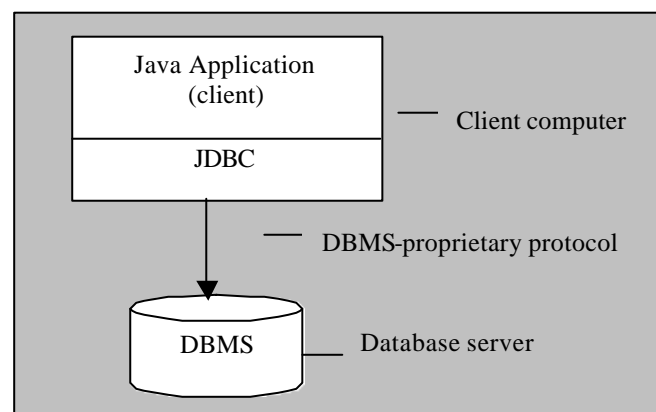 Java Application
(client)
Client computer
JDBC
DBMS-proprietary protocol
DBMS
Database server